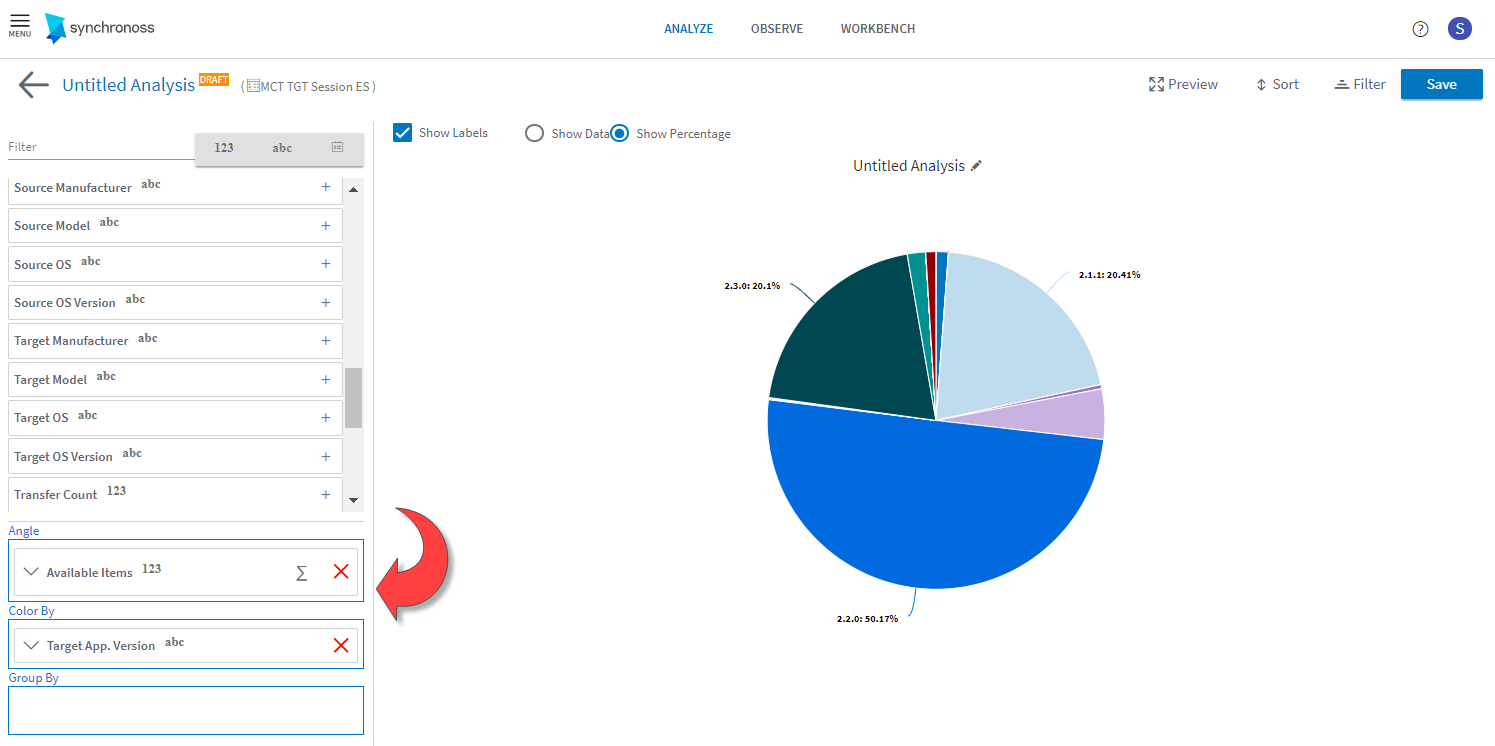 MENU
synchronoss
ANALYZE OBSERVE WORKBENCH
?
S
Untitled Analysis DRAFT ( MCT TGT Session ES )
Preview Sort Filter Save
Filter 123 abc
Show Labels Show Data Show Percentage
Untitled Analysis
Source Manufacturer abc +
Source Model abc +
Source OS abc +
Source OS Version abc +
Target Manufacturer abc +
Target Model abc +
Target OS abc +
Target OS Version abc +
Transfer Count 123 +
Angle
Available Items 123 Σ
Color By
Target App. Version abc
Group By
2.3.0: 20.1%
2.1.1: 20.41%
2.2.0: 50.17%